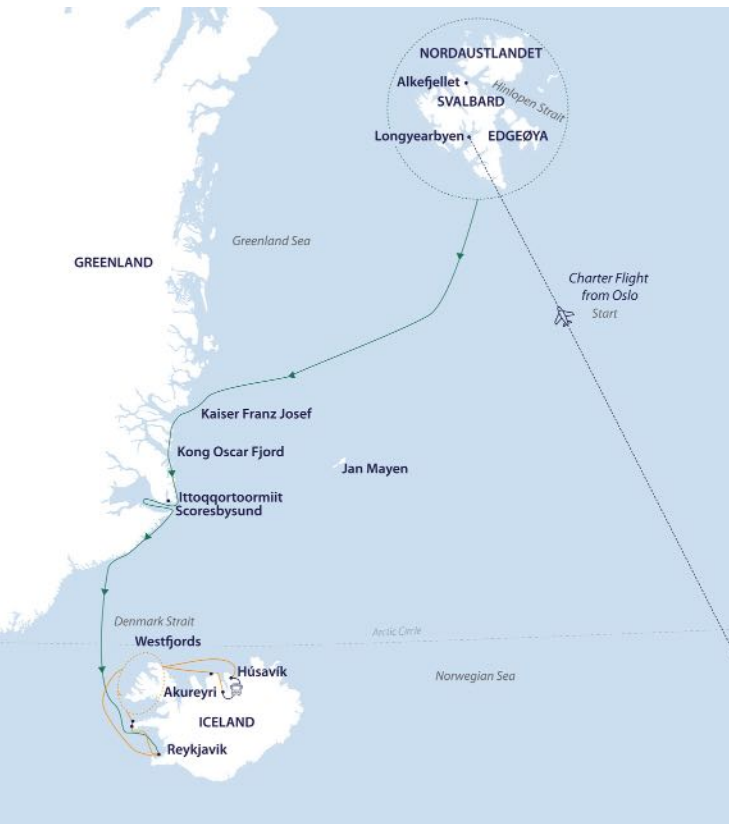 NORDAUSTLANDET
Alkefjellet
Hinlopen Strait
SVALBARD
Longyearbyen
EDGEØYA
Greenland Sea
GREENLAND
Charter Flight
from Oslo
Start
Kaiser Franz Josef
Kong Oscar Fjord
Jan Mayen
Ittoqqortoormiit
Scoresbysund
Denmark Strait
Arctic Circle
Westfjords
Húsavík
Norwegian Sea
Akureyri
ICELAND
Reykjavik